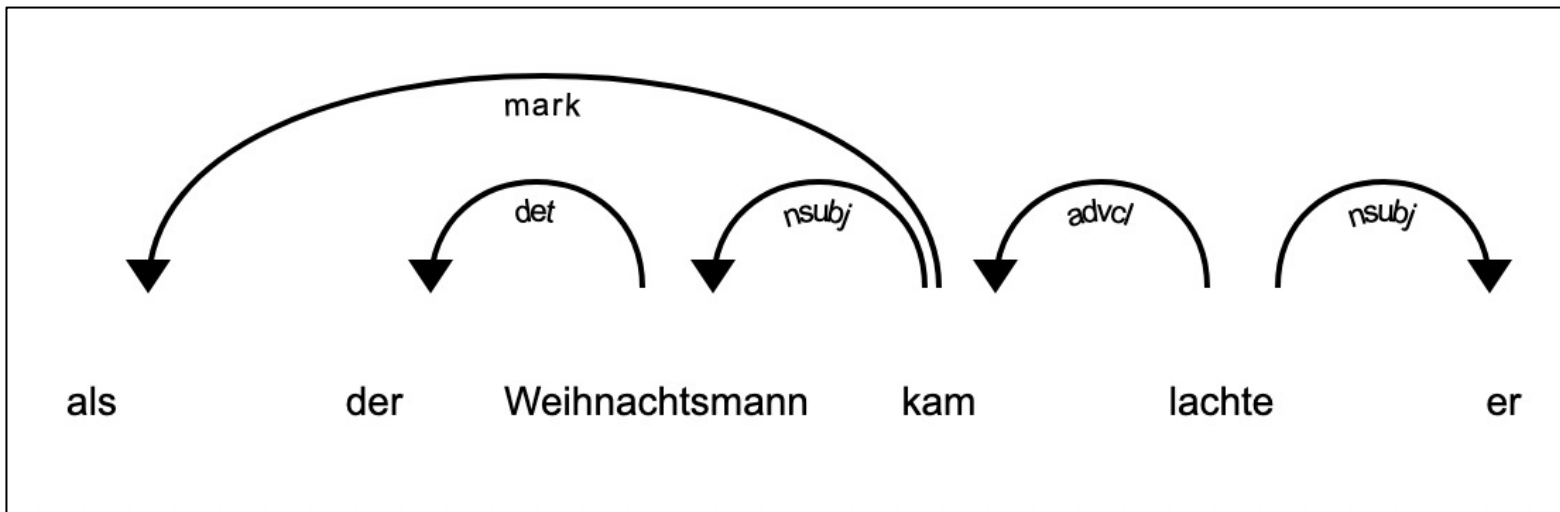 mark
det nsubj advcl nsubj
als der Weihnachtsmann kam lachte er